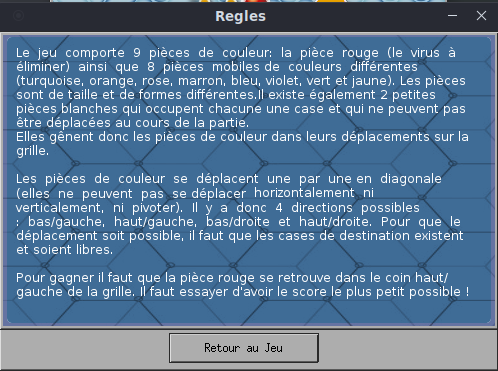 Regles
Le jeu comporte 9 pièces de couleur: la pièce rouge (le virus à
éliminer) ainsi que 8 pièces mobiles de couleurs différentes
(turquoise, orange, rose, marron, bleu, violet, vert et jaune). Les pièces
sont de taille et de formes différentes.Il existe également 2 petites
pièces blanches qui occupent chacune une case et qui ne peuvent pas
être déplacées au cours de la partie.
Elles gênent donc les pièces de couleur dans leurs déplacements sur la
grille.
Les pièces de couleur se déplacent une par une en diagonale
(elles ne peuvent pas se déplacer horizontalement ni
verticalement, ni pivoter). Il y a donc 4 directions possibles
: bas/gauche, haut/gauche, bas/droite et haut/droite. Pour que le
déplacement soit possible, il faut que les cases de destination existent
et soient libres.
Pour gagner il faut que la pièce rouge se retrouve dans le coin haut/
gauche de la grille. Il faut essayer d'avoir le score le plus petit possible !
Retour au Jeu